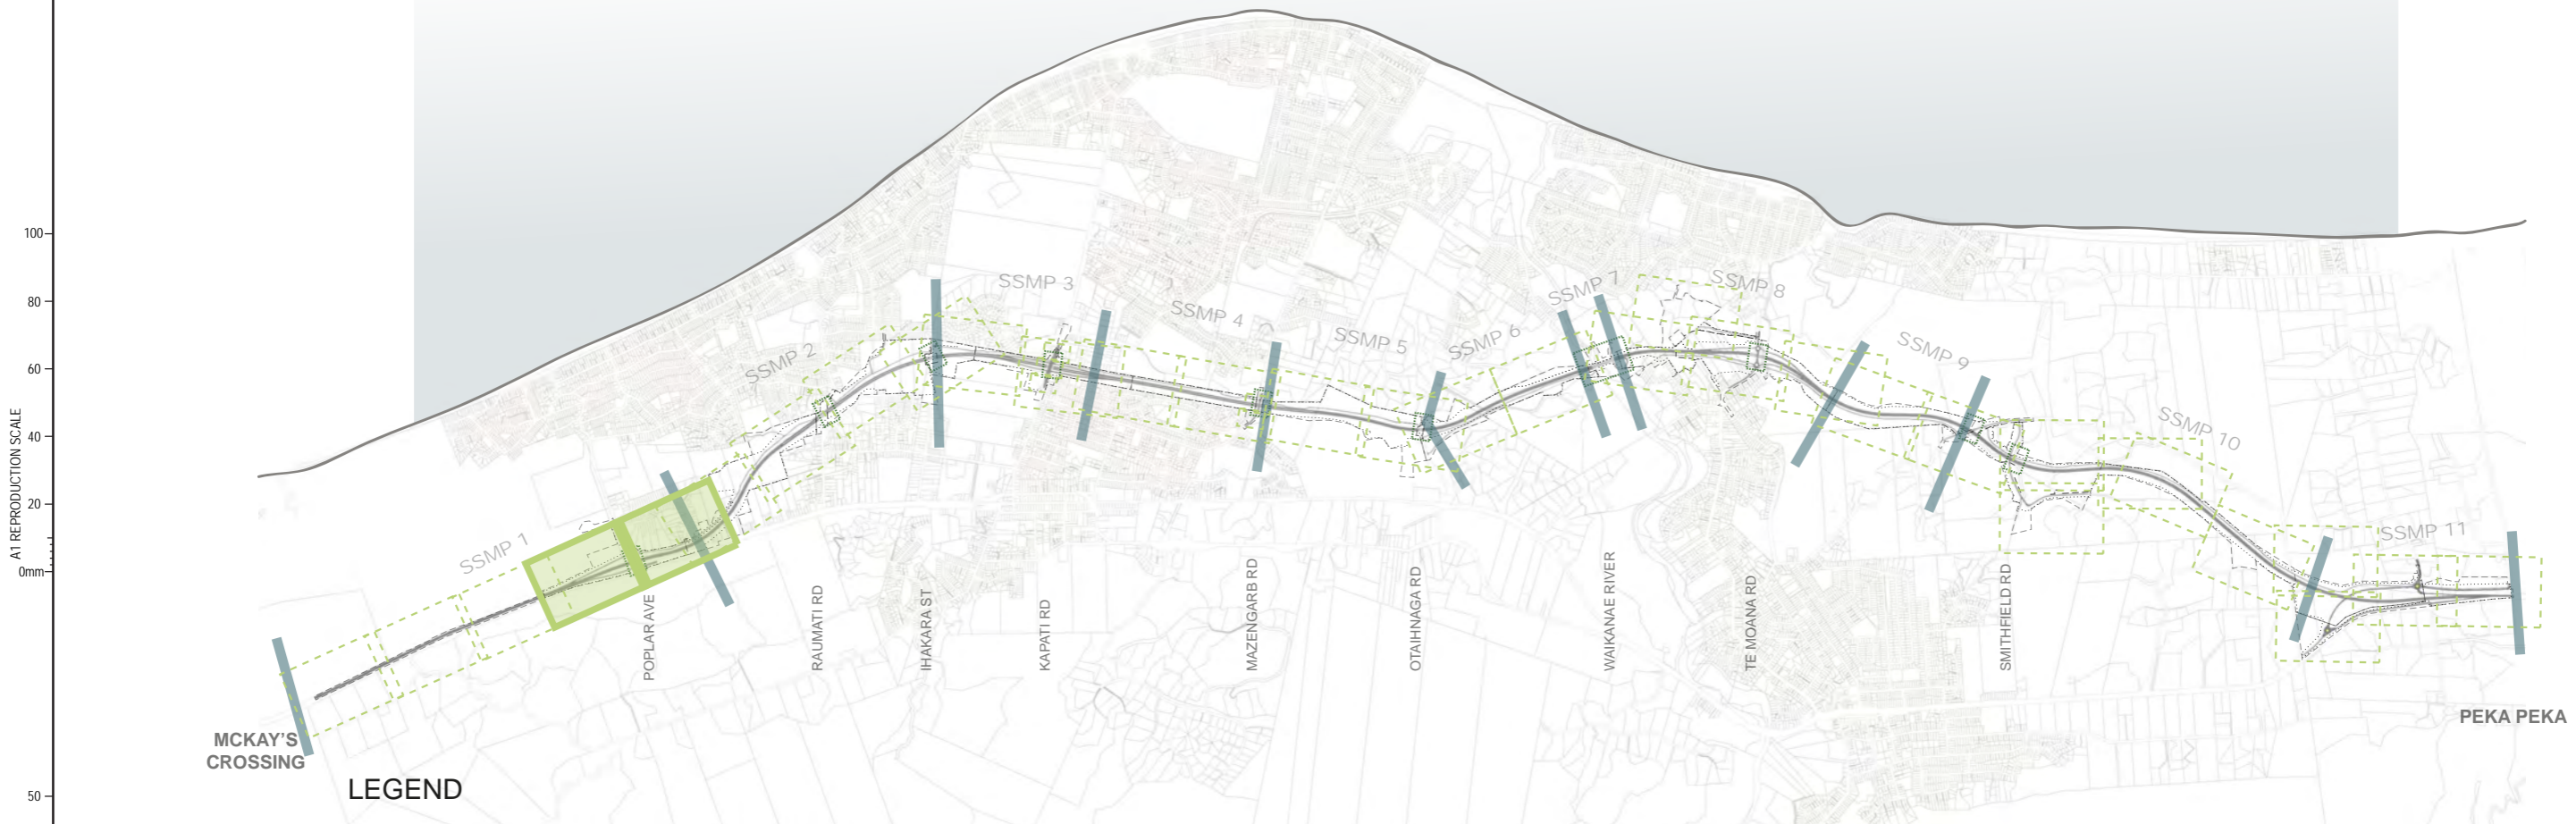 A1 REPRODUCTION SCALE
100
80
60
40
20
0mm
50
SSMP 1
SSMP 2
SSMP 3
SSMP 4
SSMP 5
SSMP 6
SSMP 7
SSMP 8
SSMP 9
SSMP 10
SSMP 11
POPLAR AVE
RAUMATI RD
IHAKARA ST
KAPATI RD
MAZENGARB RD
OTAIHNAGA RD
WAIKANAE RIVER
TE MOANA RD
SMITHFIELD RD
MCKAY'S
CROSSING
PEKA PEKA
LEGEND